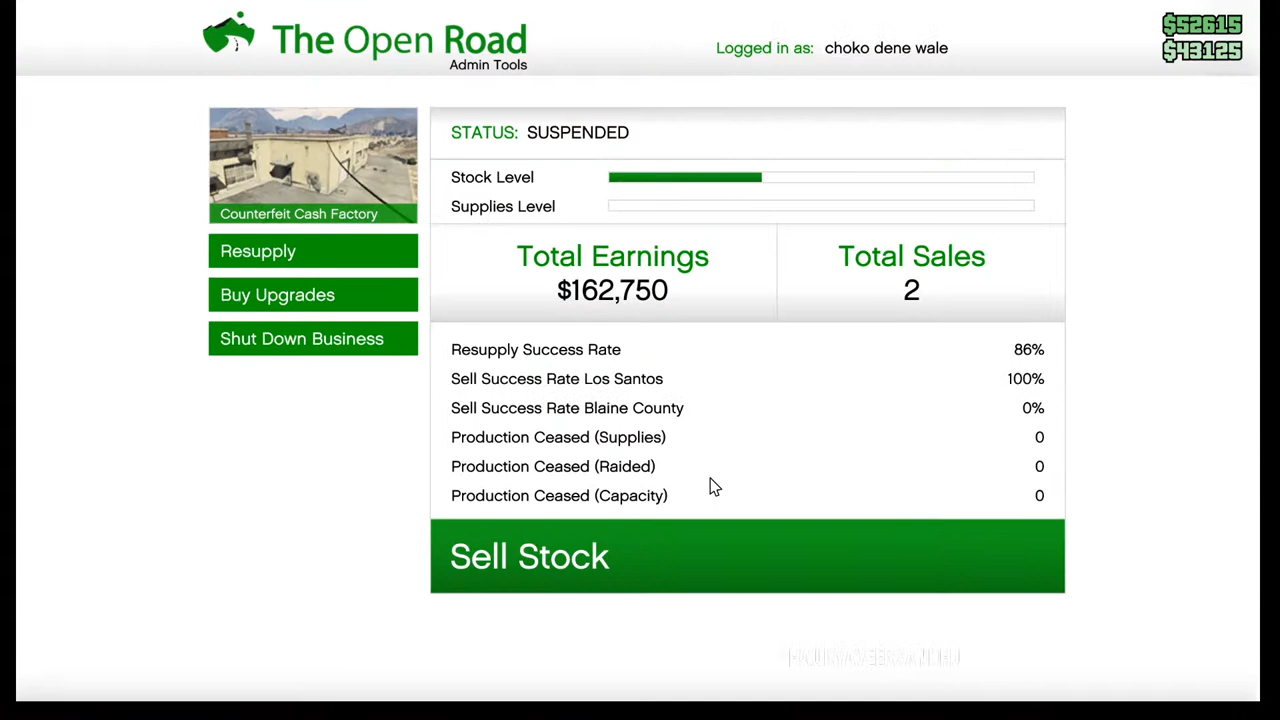 The Open Road
Admin Tools
Logged in as: choko dene wale
$52615
$43125
Counterfeit Cash Factory
Resupply
Buy Upgrades
Shut Down Business
STATUS: SUSPENDED
Stock Level
Supplies Level
Total Earnings
$162,750
Total Sales
2
Resupply Success Rate 86%
Sell Success Rate Los Santos 100%
Sell Success Rate Blaine County 0%
Production Ceased (Supplies) 0
Production Ceased (Raided) 0
Production Ceased (Capacity) 0
Sell Stock